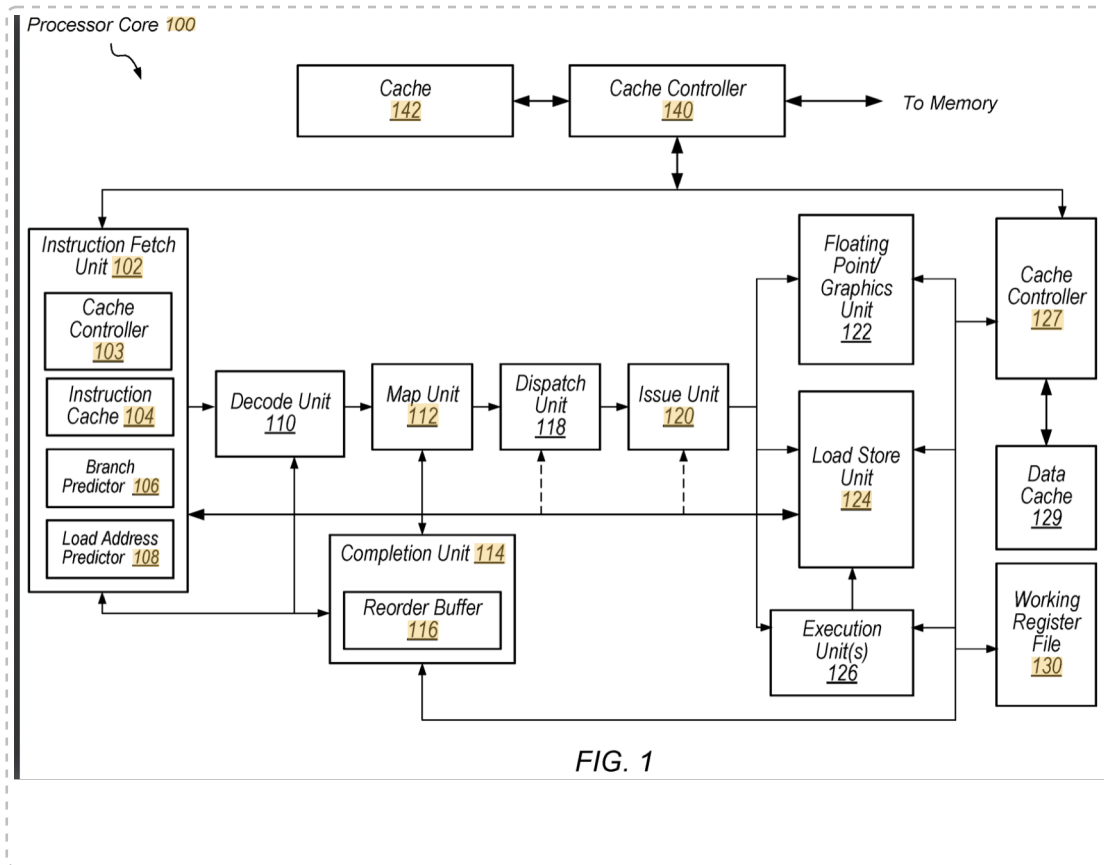 Processor Core 100
Cache
142
Cache Controller
140
To Memory
Instruction Fetch
Unit 102
Cache
Controller
103
Instruction
Cache 104
Branch
Predictor 106
Load Address
Predictor 108
Decode Unit
110
Map Unit
112
Dispatch
Unit
118
Issue Unit
120
Completion Unit 114
Reorder Buffer
116
Floating
Point/
Graphics
Unit
122
Load Store
Unit
124
Execution
Unit(s)
126
Cache
Controller
127
Data
Cache
129
Working
Register
File
130
FIG. 1